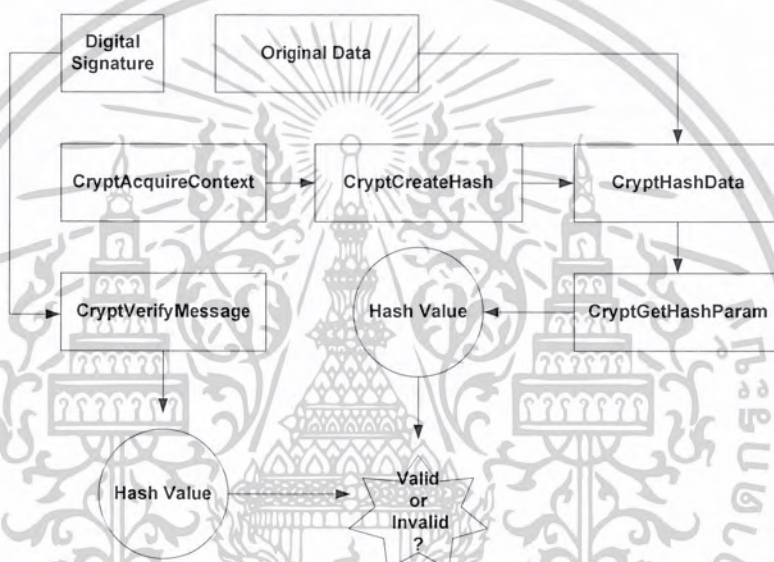 Digital
Signature
Original Data
CryptAcquireContext
CryptCreateHash
CryptHashData
CryptVerifyMessage
Hash Value
CryptGetHashParam
Hash Value
Valid
or
Invalid
?